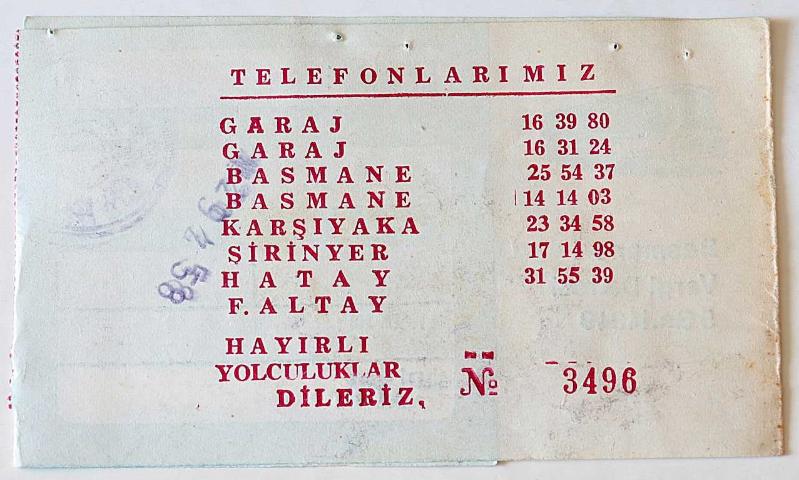 TELEFONLARIMIZ
GARAJ 16 39 80
GARAJ 16 31 24
BASMANE 25 54 37
BASMANE 14 14 03
KARŞIYAKA 23 34 58
ŞİRİNYER 17 14 98
HATAY 31 55 39
F. ALTAY
HAYIRLI
YOLCULUKLAR
DİLERİZ,
№ 3496